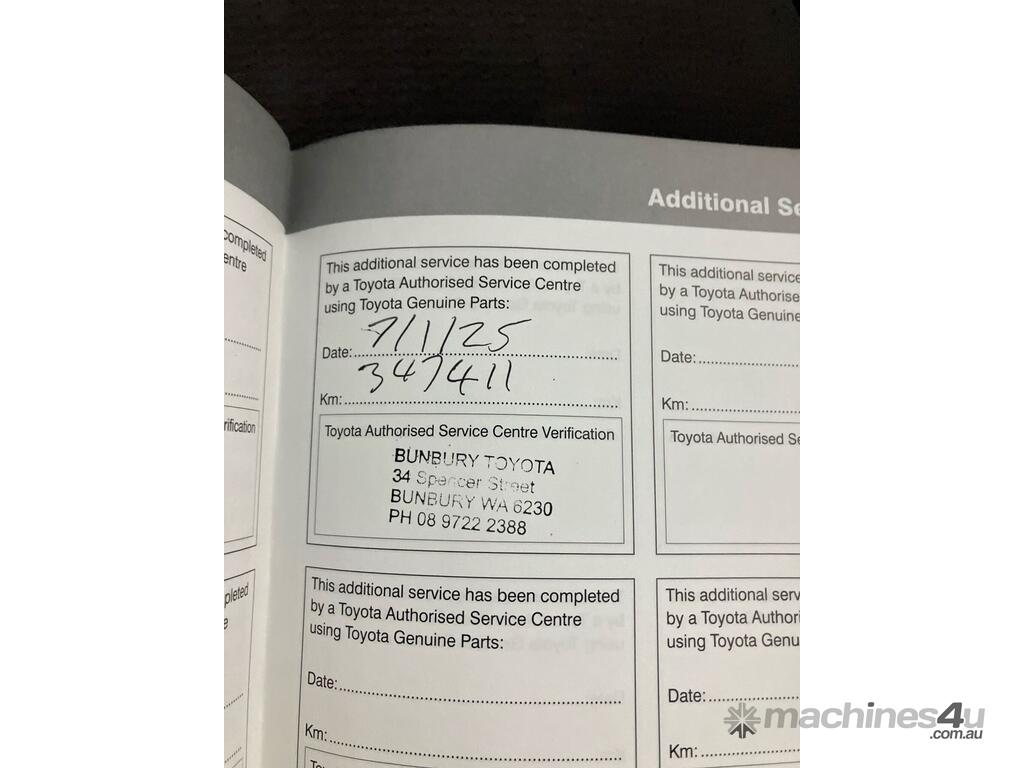 Additional Se
completed
entre
rification
pleted
This additional service has been completed
by a Toyota Authorised Service Centre
using Toyota Genuine Parts:
Date: 7/1/25
Km: 347411
Toyota Authorised Service Centre Verification
BUNBURY TOYOTA
34 Spencer Street
BUNBURY WA 6230
PH 08 9722 2388
This additional service
by a Toyota Authorise
using Toyota Genuine
Date:
Km:
Toyota Authorised Se
This additional service has been completed
by a Toyota Authorised Service Centre
using Toyota Genuine Parts:
Date:
Km:
This additional serv
by a Toyota Authori
using Toyota Genu
Date:
Km:
machines4u
.com.au